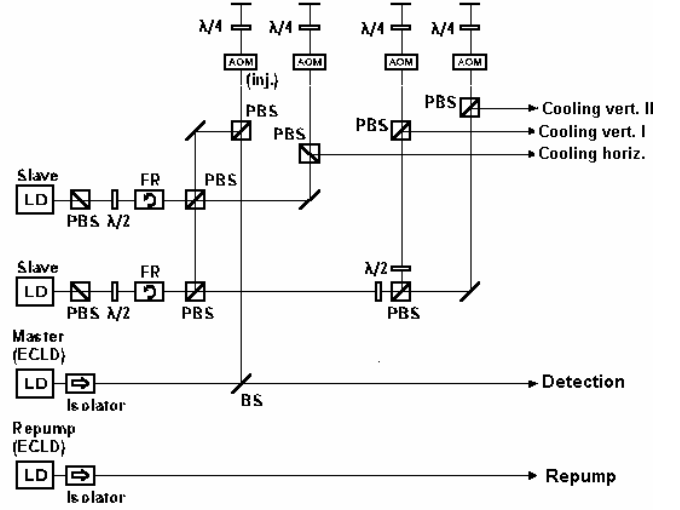 λ/4 λ/4 λ/4 λ/4
AOM AOM AOM AOM
(inj.)
PBS PBS PBS PBS
Cooling vert. II
Cooling vert. I
Cooling horiz.
Slave
LD PBS λ/2 FR PBS
Slave
LD PBS λ/2 FR PBS λ/2 PBS
Master
(ECLD)
LD Isolator BS Detection
Repump
(ECLD)
LD Isolator Repump